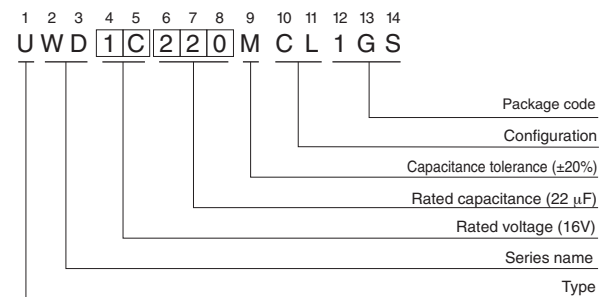 1 2 3 4 5 6 7 8 9 10 11 12 13 14
U W D 1 C 2 2 0 M C L 1 G S
Package code
Configuration
Capacitance tolerance (±20%)
Rated capacitance (22 μF)
Rated voltage (16V)
Series name
Type